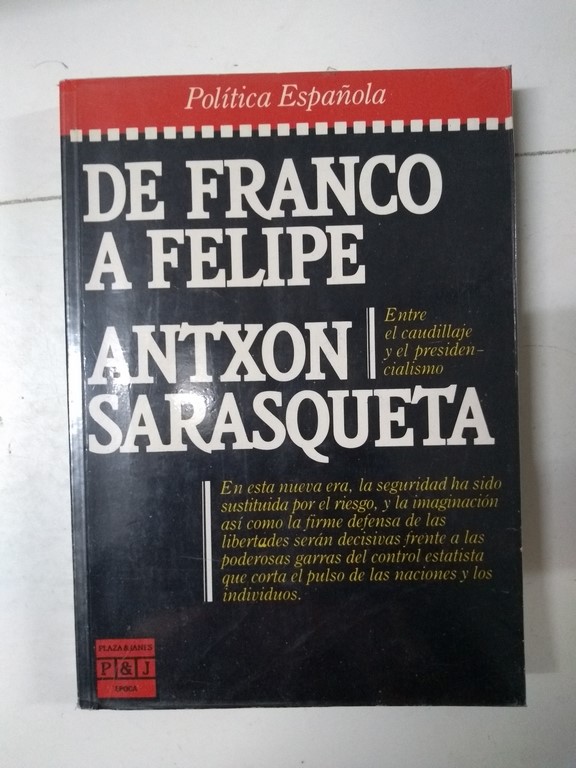 Política Española
DE FRANCO
A FELIPE
Entre
el caudillaje
y el presiden-
cialismo
ANTXON
SARASQUETA
En esta nueva era, la seguridad ha sido
sustituida por el riesgo, y la imaginación
así como la firme defensa de las
libertades serán decisivas frente a las
poderosas garras del control estatista
que corta el pulso de las naciones y los
individuos.
PLAZA & JANES
P & J
EPOCA